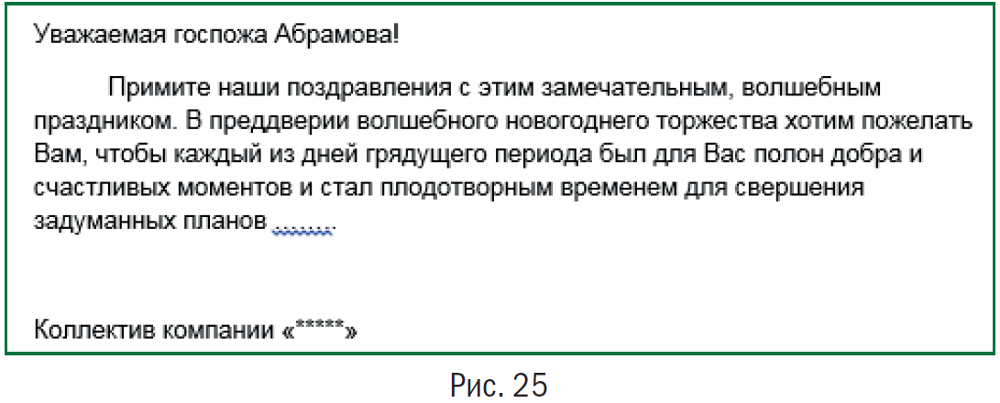 Уважаемая госпожа Абрамова!
Примите наши поздравления с этим замечательным, волшебным
праздником. В преддверии волшебного новогоднего торжества хотим пожелать
Вам, чтобы каждый из дней грядущего периода был для Вас полон добра и
счастливых моментов и стал плодотворным временем для свершения
задуманных планов ........
Коллектив компании «*****»
Рис. 25